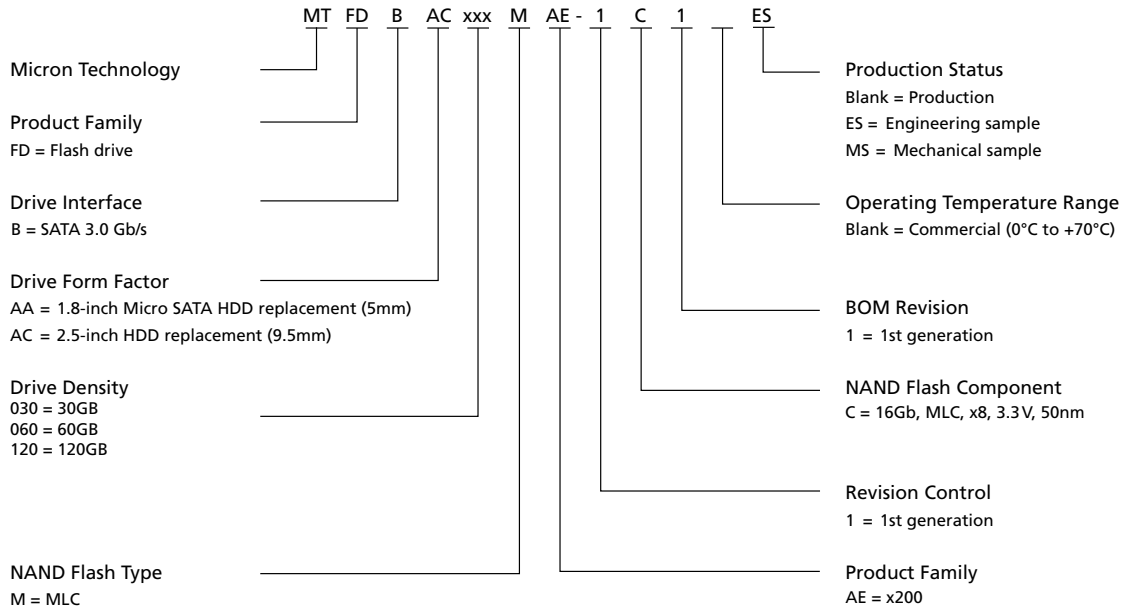 MT FD B AC xxx M AE - 1 C 1 ES
Micron Technology
Product Family
FD = Flash drive
Drive Interface
B = SATA 3.0 Gb/s
Drive Form Factor
AA = 1.8-inch Micro SATA HDD replacement (5mm)
AC = 2.5-inch HDD replacement (9.5mm)
Drive Density
030 = 30GB
060 = 60GB
120 = 120GB
NAND Flash Type
M = MLC
Production Status
Blank = Production
ES = Engineering sample
MS = Mechanical sample
Operating Temperature Range
Blank = Commercial (0°C to +70°C)
BOM Revision
1 = 1st generation
NAND Flash Component
C = 16Gb, MLC, x8, 3.3V, 50nm
Revision Control
1 = 1st generation
Product Family
AE = x200